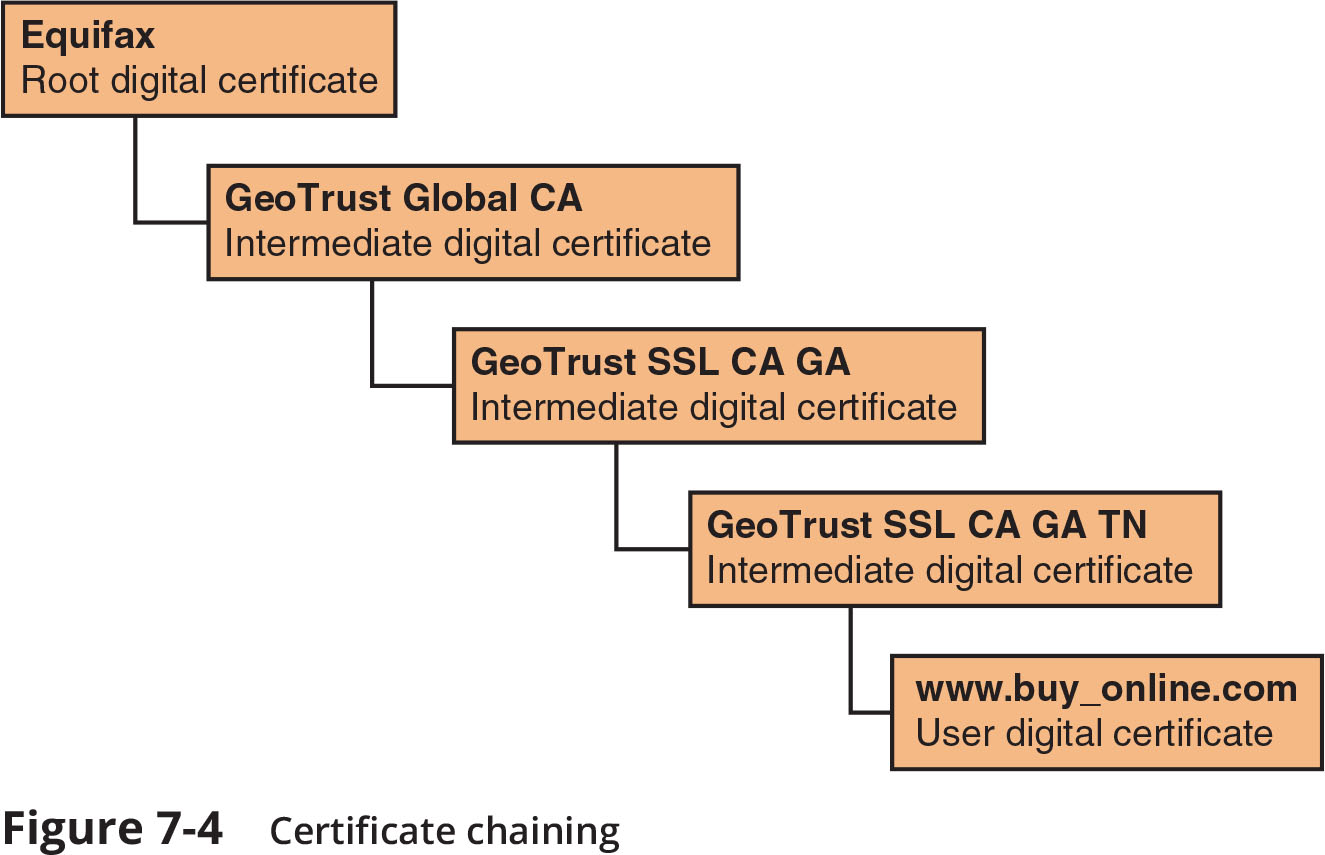 Equifax
Root digital certificate
GeoTrust Global CA
Intermediate digital certificate
GeoTrust SSL CA GA
Intermediate digital certificate
GeoTrust SSL CA GA TN
Intermediate digital certificate
www.buy_online.com
User digital certificate
Figure 7-4 Certificate chaining